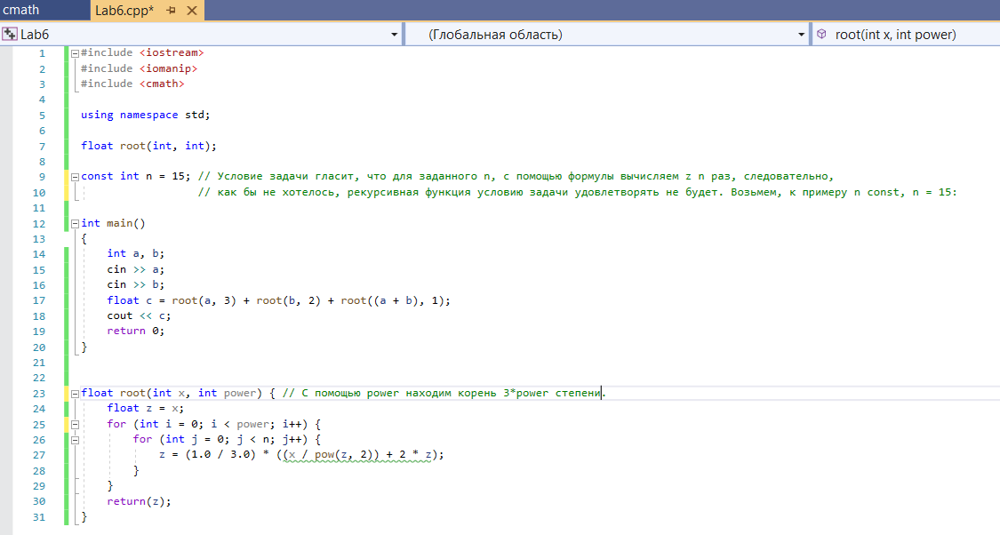 cmath Lab6.cpp*
Lab6 (Глобальная область) root(int x, int power)
1 #include <iostream>
2 #include <iomanip>
3 #include <cmath>
4
5 using namespace std;
6
7 float root(int, int);
8
9 const int n = 15; // Условие задачи гласит, что для заданного n, с помощью формулы вычисляем z n раз, следовательно,
10 // как бы не хотелось, рекурсивная функция условию задачи удовлетворять не будет. Возьмем, к примеру n const, n = 15:
11
12 int main()
13 {
14 int a, b;
15 cin >> a;
16 cin >> b;
17 float c = root(a, 3) + root(b, 2) + root((a + b), 1);
18 cout << c;
19 return 0;
20 }
21
22
23 float root(int x, int power) { // С помощью power находим корень 3*power степени.
24 float z = x;
25 for (int i = 0; i < power; i++) {
26 for (int j = 0; j < n; j++) {
27 z = (1.0 / 3.0) * ((x / pow(z, 2)) + 2 * z);
28 }
29 }
30 return(z);
31 }